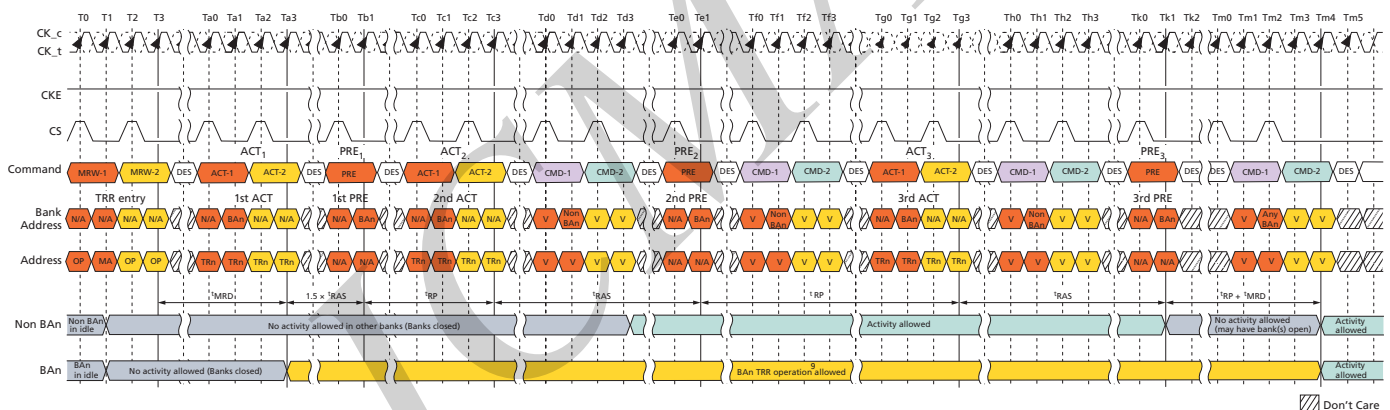 T0 T1 T2 T3 Ta0 Ta1 Ta2 Ta3 Tb0 Tb1 Tc0 Tc1 Tc2 Tc3 Td0 Td1 Td2 Td3 Te0 Te1 Tf0 Tf1 Tf2 Tf3 Tg0 Tg1 Tg2 Tg3 Th0 Th1 Th2 Th3 Tk0 Tk1 Tk2 Tm0 Tm1 Tm2 Tm3 Tm4 Tm5
CK_c
CK_t
CKE
CS
ACT1 PRE1 ACT2 PRE2 ACT3 PRE3
Command MRW-1 MRW-2 DES ACT-1 ACT-2 DES PRE DES ACT-1 ACT-2 DES CMD-1 CMD-2 DES PRE DES CMD-1 CMD-2 DES ACT-1 ACT-2 DES CMD-1 CMD-2 DES PRE DES DES CMD-1 CMD-2 DES
TRR entry 1st ACT 1st PRE 2nd ACT 2nd PRE 3rd ACT 3rd PRE
Bank Address N/A N/A N/A N/A N/A BAn N/A N/A N/A BAn N/A BAn N/A N/A V Non BAn V V N/A BAn V Non BAn V V N/A BAn N/A N/A V Non BAn V V N/A BAn V Any BAn V V
Address OP MA OP OP TRn TRn TRn TRn N/A N/A TRn TRn TRn TRn V V V V N/A N/A V V V V TRn TRn TRn TRn V V V V N/A N/A V V V V
tMRD 1.5 × tRAS tRP tRAS tRP tRAS tRP + tMRD
Non BAn Non BAn in idle No activity allowed in other banks (Banks closed) Activity allowed No activity allowed (may have bank(s) open) Activity allowed
BAn BAn in idle No activity allowed (Banks closed) BAn TRR operation allowed 9 Activity allowed
Don't Care